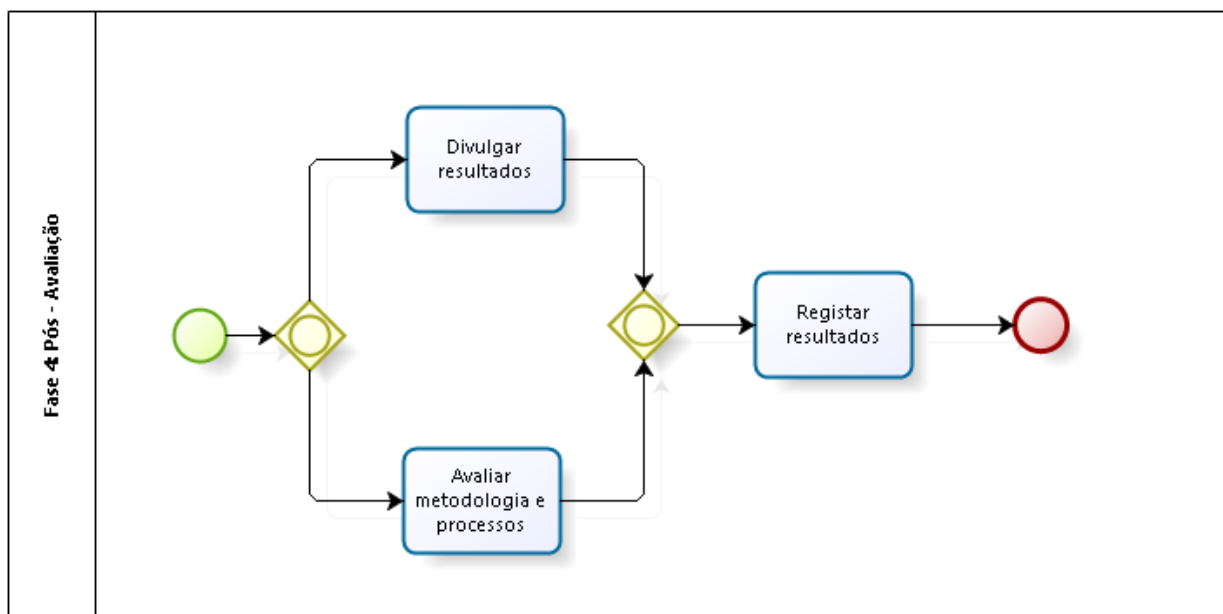 Fase 4: Pós - Avaliação
Divulgar
resultados
Avaliar
metodologia e
processos
Registar
resultados